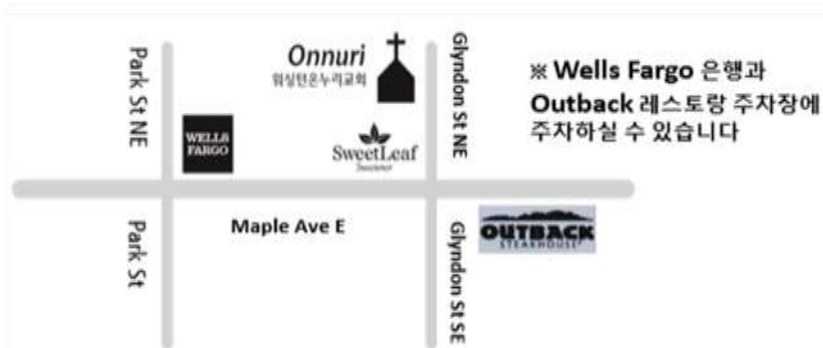 Park St NE
Onnuri
워싱턴온누리교회
Glyndon St NE
※ Wells Fargo 은행과
Outback 레스토랑 주차장에
주차하실 수 있습니다
WELLS
FARGO
SweetLeaf
Sweetener
Maple Ave E
Park St
Glyndon St SE
OUTBACK
STEAKHOUSE